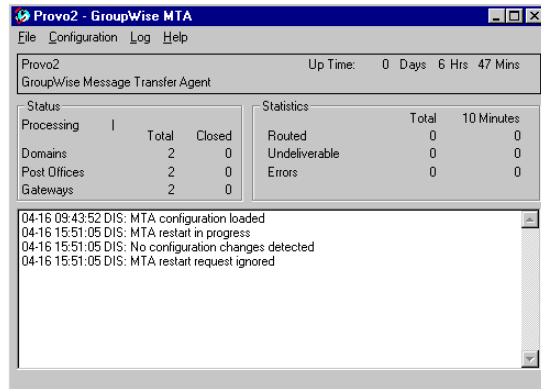 Provo2 - GroupWise MTA
File Configuration Log Help
Provo2 Up Time: 0 Days 6 Hrs 47 Mins
GroupWise Message Transfer Agent
Status
Processing |
Total Closed
Domains 2 0
Post Offices 2 0
Gateways 2 0
Statistics
Total 10 Minutes
Routed 0 0
Undeliverable 0 0
Errors 0 0
04-16 09:43:52 DIS: MTA configuration loaded
04-16 15:51:05 DIS: MTA restart in progress
04-16 15:51:05 DIS: No configuration changes detected
04-16 15:51:05 DIS: MTA restart request ignored